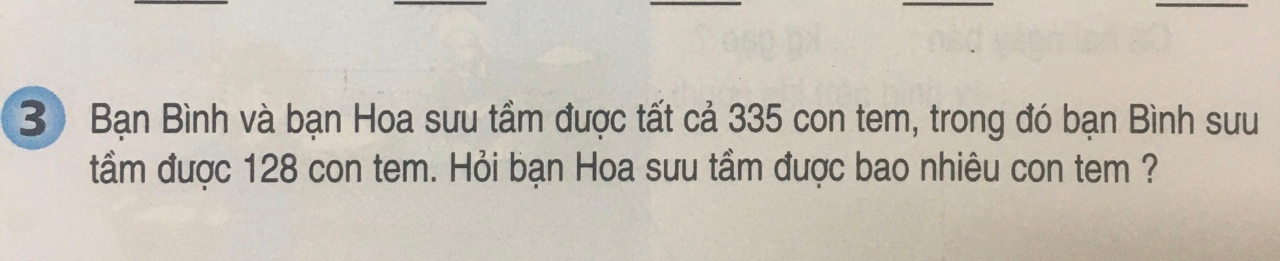 3 Bạn Bình và bạn Hoa sưu tầm được tất cả 335 con tem, trong đó bạn Bình sưu
tầm được 128 con tem. Hỏi bạn Hoa sưu tầm được bao nhiêu con tem ?